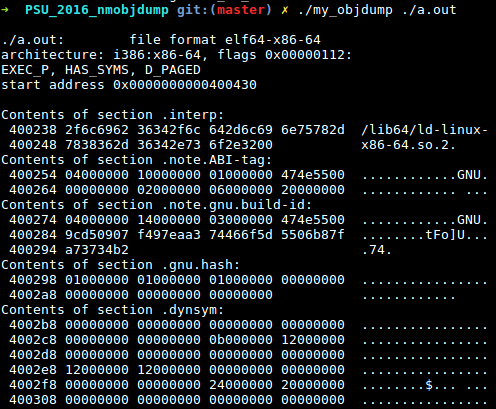 ➜  PSU_2016_nmobjdump git:(master) ✗ ./my_objdump ./a.out

./a.out:        file format elf64-x86-64
architecture: i386:x86-64, flags 0x00000112:
EXEC_P, HAS_SYMS, D_PAGED
start address 0x0000000000400430

Contents of section .interp:
 400238 2f6c6962 36342f6c 642d6c69 6e75782d  /lib64/ld-linux-
 400248 7838362d 36342e73 6f2e3200           x86-64.so.2.
Contents of section .note.ABI-tag:
 400254 04000000 10000000 01000000 474e5500  ............GNU.
 400264 00000000 02000000 06000000 20000000  ............ ...
Contents of section .note.gnu.build-id:
 400274 04000000 14000000 03000000 474e5500  ............GNU.
 400284 9cd50907 f497eaa3 74466f5d 5506b87f  ........tFo]U...
 400294 a73734b2                             .74.
Contents of section .gnu.hash:
 400298 01000000 01000000 01000000 00000000  ................
 4002a8 00000000 00000000 00000000           ............
Contents of section .dynsym:
 4002b8 00000000 00000000 00000000 00000000  ................
 4002c8 00000000 00000000 0b000000 12000000  ................
 4002d8 00000000 00000000 00000000 00000000  ................
 4002e8 12000000 12000000 00000000 00000000  ................
 4002f8 00000000 00000000 24000000 20000000  ........$... ...
 400308 00000000 00000000 00000000 00000000  ................